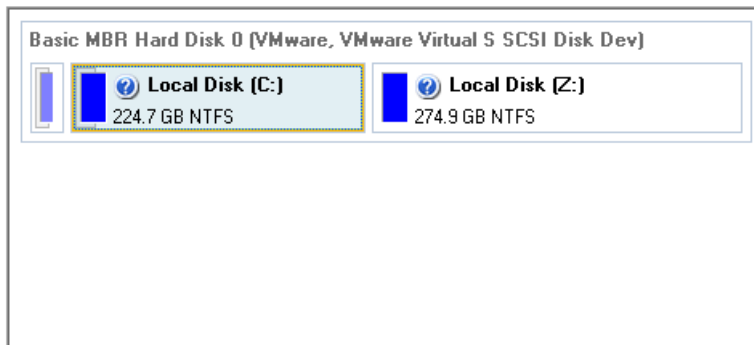 Basic MBR Hard Disk 0 (VMware, VMware Virtual S SCSI Disk Dev)
Local Disk (C:)
224.7 GB NTFS
Local Disk (Z:)
274.9 GB NTFS